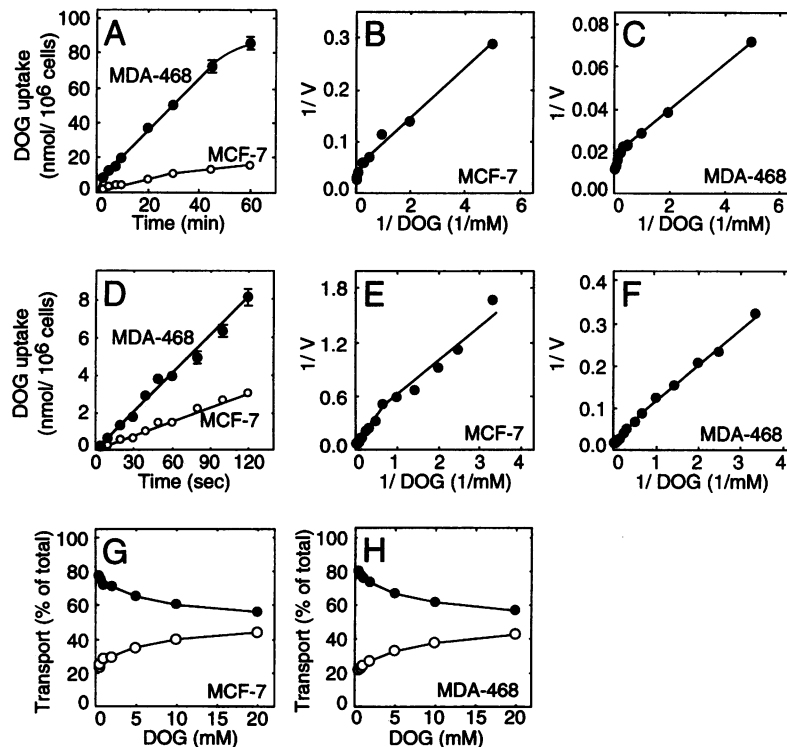 A
DOG uptake
(nmol/ 10⁶ cells)
100
80
60
40
20
0
MDA-468
MCF-7
0 20 40 60
Time (min)
B
1/ V
0.3
0.2
0.1
0.0
MCF-7
0 2 4 6
1/ DOG (1/mM)
C
1/ V
0.08
0.06
0.04
0.02
0.00
MDA-468
0 2 4 6
1/ DOG (1/mM)
D
DOG uptake
(nmol/ 10⁶ cells)
8
6
4
2
0
MDA-468
MCF-7
0 30 60 90 120
Time (sec)
E
1/ V
1.8
1.2
0.6
0.0
MCF-7
0 1 2 3 4
1/ DOG (1/mM)
F
1/ V
0.4
0.3
0.2
0.1
0.0
MDA-468
0 1 2 3 4
1/ DOG (1/mM)
G
Transport (% of total)
100
80
60
40
20
0
MCF-7
0 5 10 15 20
DOG (mM)
H
Transport (% of total)
100
80
60
40
20
0
MDA-468
0 5 10 15 20
DOG (mM)